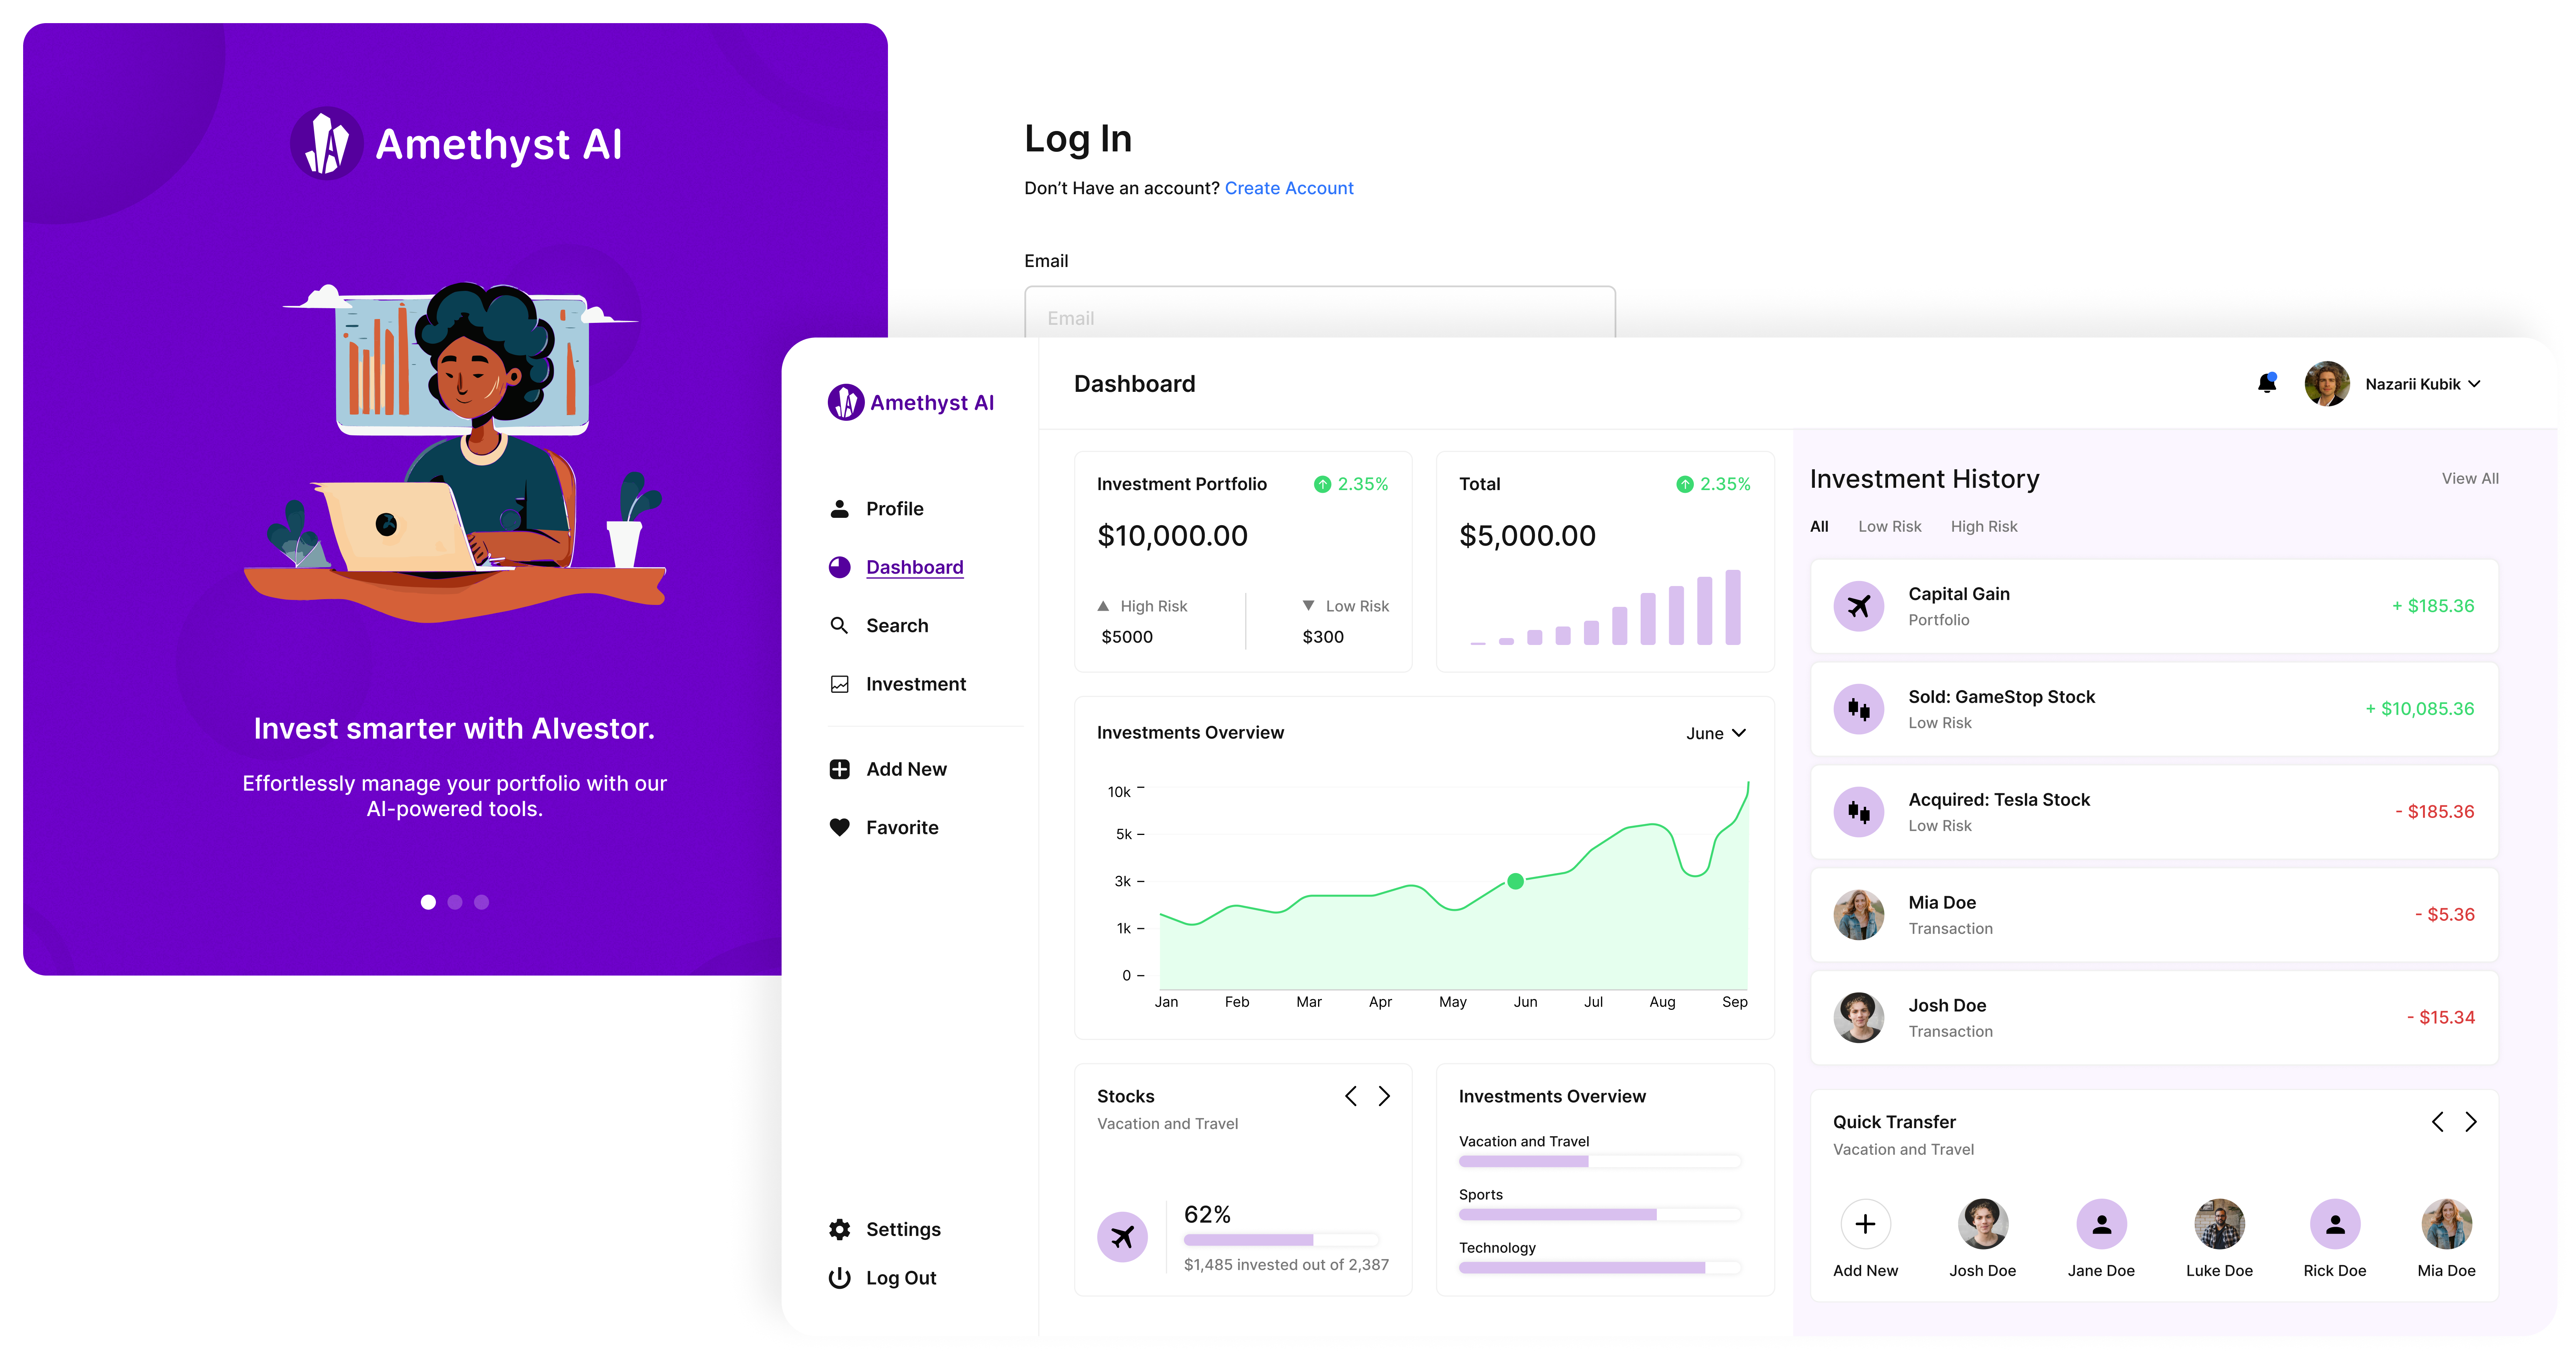 Amethyst AI
Invest smarter with AIvestor.
Effortlessly manage your portfolio with our
AI-powered tools.
Log In
Don’t Have an account? Create Account
Email
Email
Amethyst AI
Profile
Dashboard
Search
Investment
Add New
Favorite
Settings
Log Out
Dashboard
Nazarii Kubik
Investment Portfolio 2.35%
$10,000.00
High Risk Low Risk
$5000 $300
Total 2.35%
$5,000.00
Investments Overview June
10k
5k
3k
1k
0
Jan Feb Mar Apr May Jun Jul Aug Sep
Stocks
Vacation and Travel
62%
$1,485 invested out of 2,387
Investments Overview
Vacation and Travel
Sports
Technology
Investment History View All
All Low Risk High Risk
Capital Gain
Portfolio
+ $185.36
Sold: GameStop Stock
Low Risk
+ $10,085.36
Acquired: Tesla Stock
Low Risk
- $185.36
Mia Doe
Transaction
- $5.36
Josh Doe
Transaction
- $15.34
Quick Transfer
Vacation and Travel
Add New Josh Doe Jane Doe Luke Doe Rick Doe Mia Doe